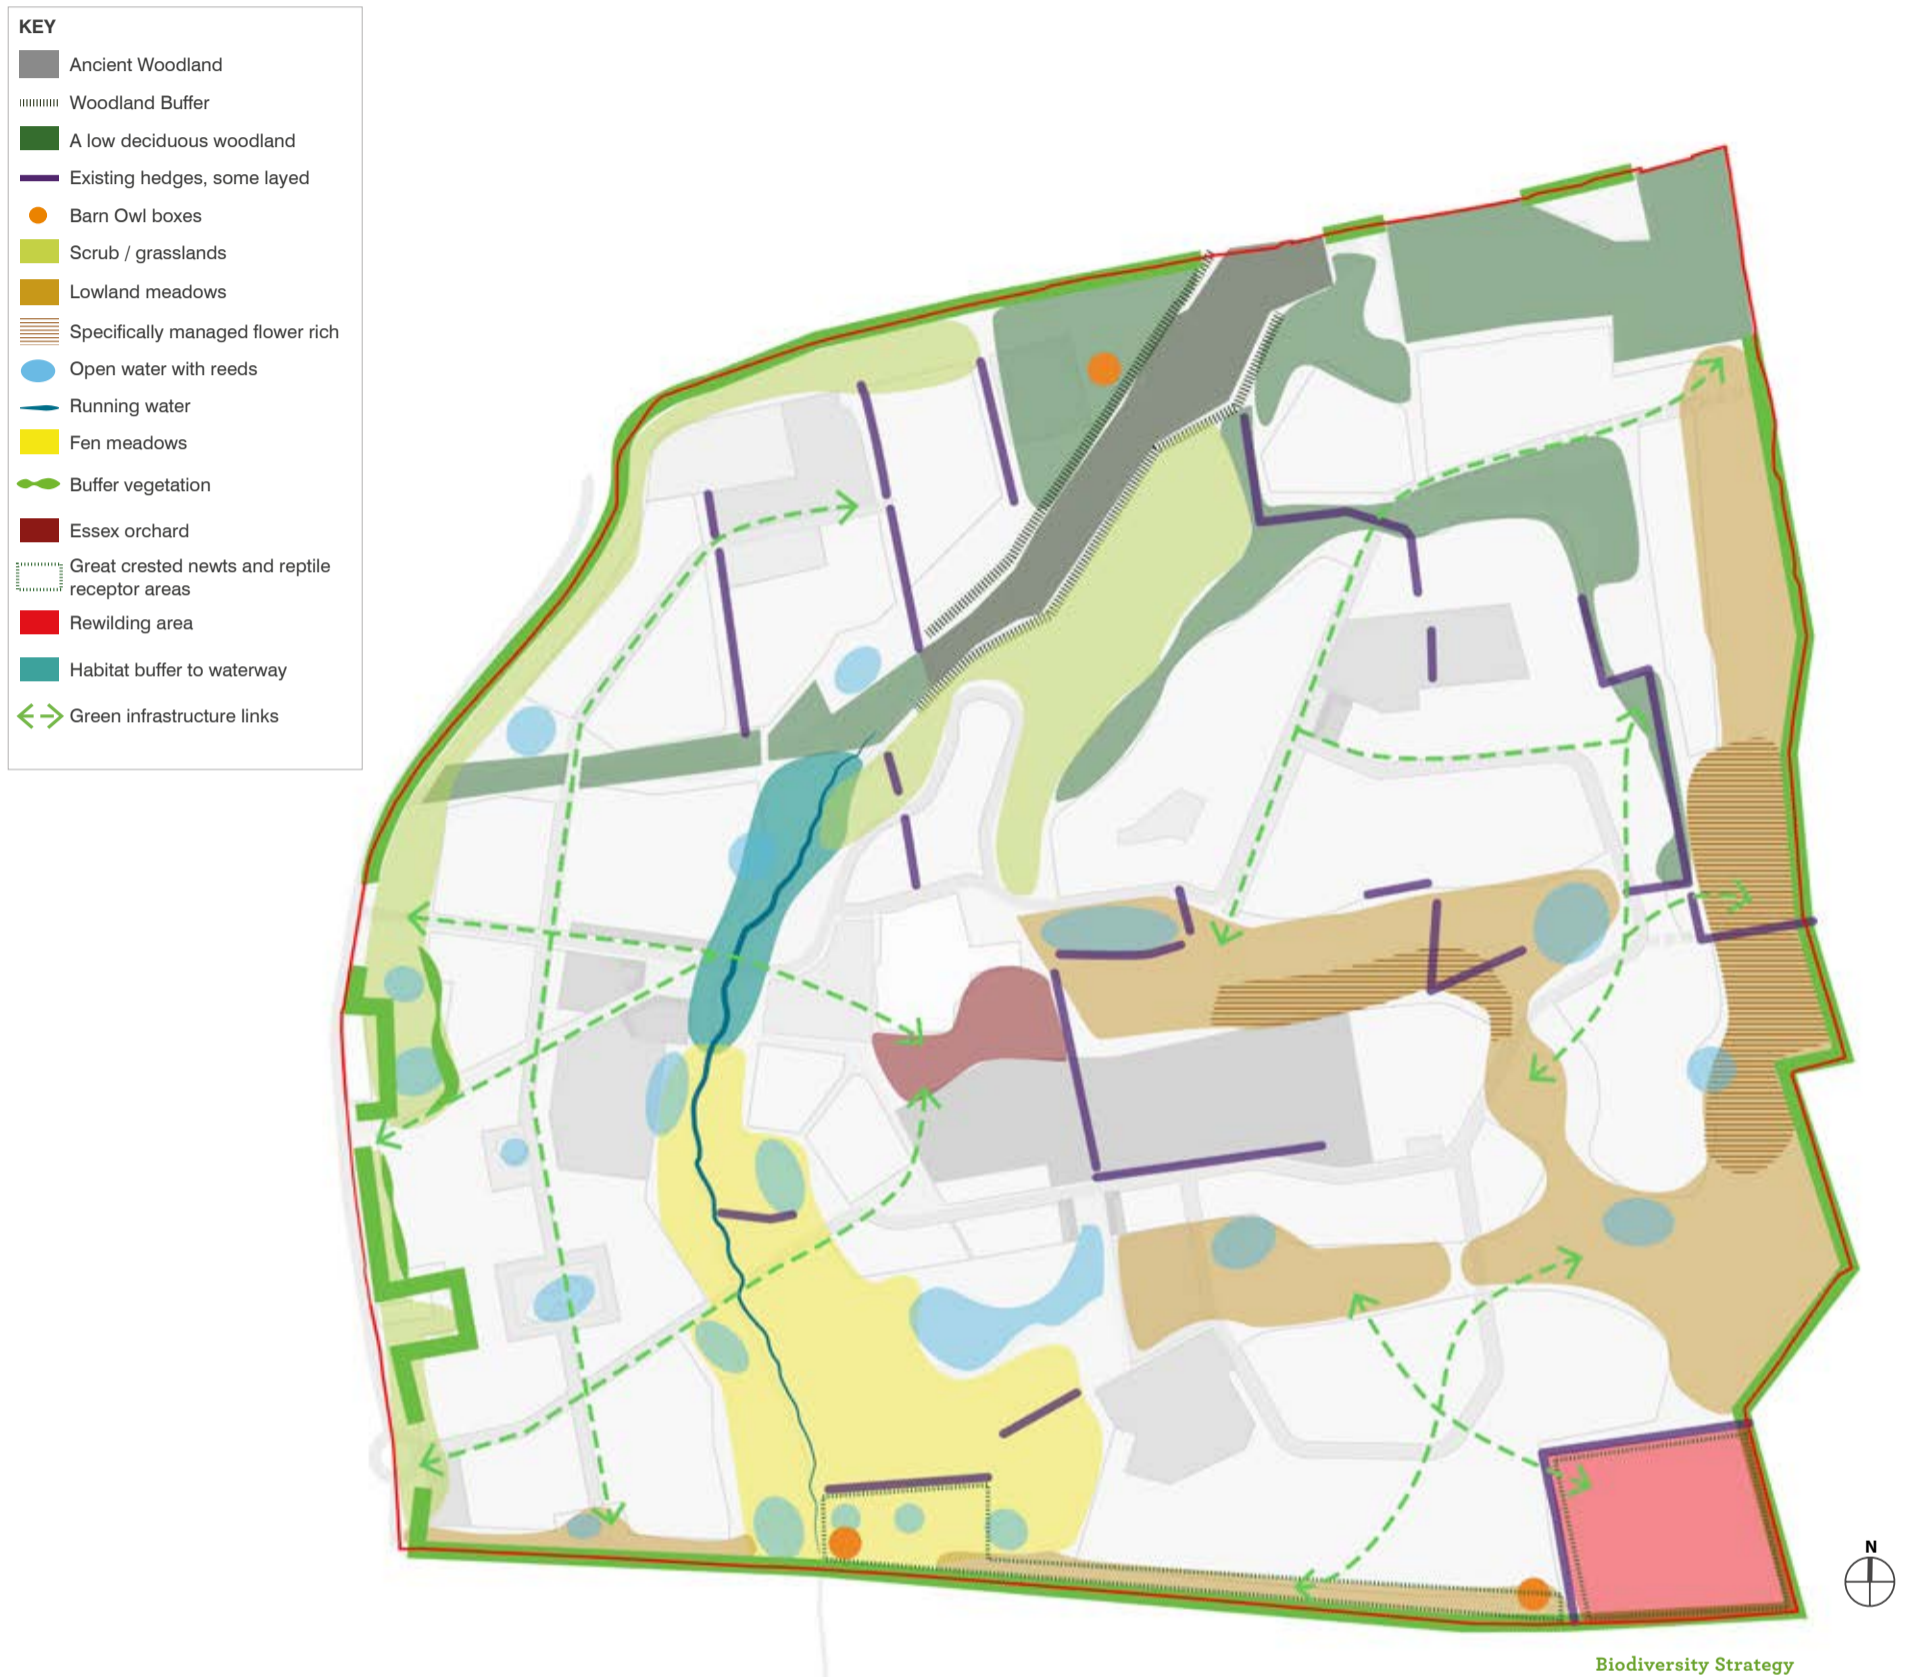 KEY
Ancient Woodland
Woodland Buffer
A low deciduous woodland
Existing hedges, some layed
Barn Owl boxes
Scrub / grasslands
Lowland meadows
Specifically managed flower rich
Open water with reeds
Running water
Fen meadows
Buffer vegetation
Essex orchard
Great crested newts and reptile
receptor areas
Rewilding area
Habitat buffer to waterway
Green infrastructure links
N
Biodiversity Strategy